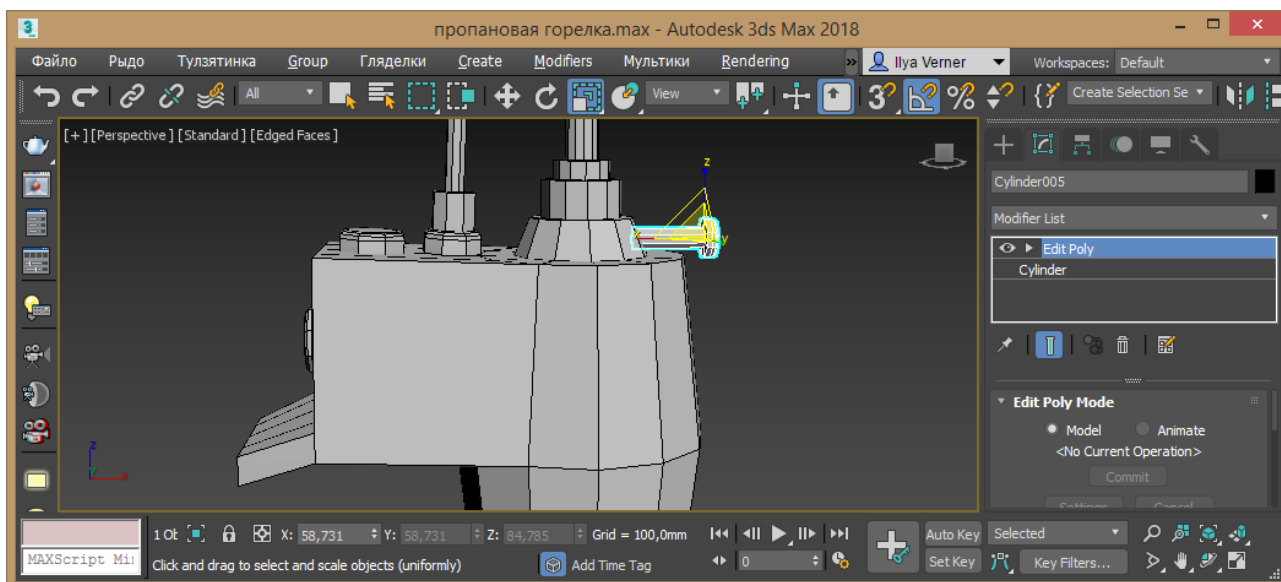 пропановая горелка.max - Autodesk 3ds Max 2018
Файло Рыдо Тулзятинка Group Гляделки Create Modifiers Мультики Rendering » Ilya Verner Workspaces: Default
All View 3 Create Selection Se
[+] [Perspective ] [Standard ] [Edged Faces ]
z
y
Cylinder005
Modifier List
Edit Poly
Cylinder
Edit Poly Mode
Model Animate
<No Current Operation>
Commit
Settings Cancel
z
x
1 Ob X: 58,731 Y: 58,731 Z: 84,785 Grid = 100,0mm Auto Key Selected
MAXScript Mi Click and drag to select and scale objects (uniformly) Add Time Tag 0 Set Key Key Filters...